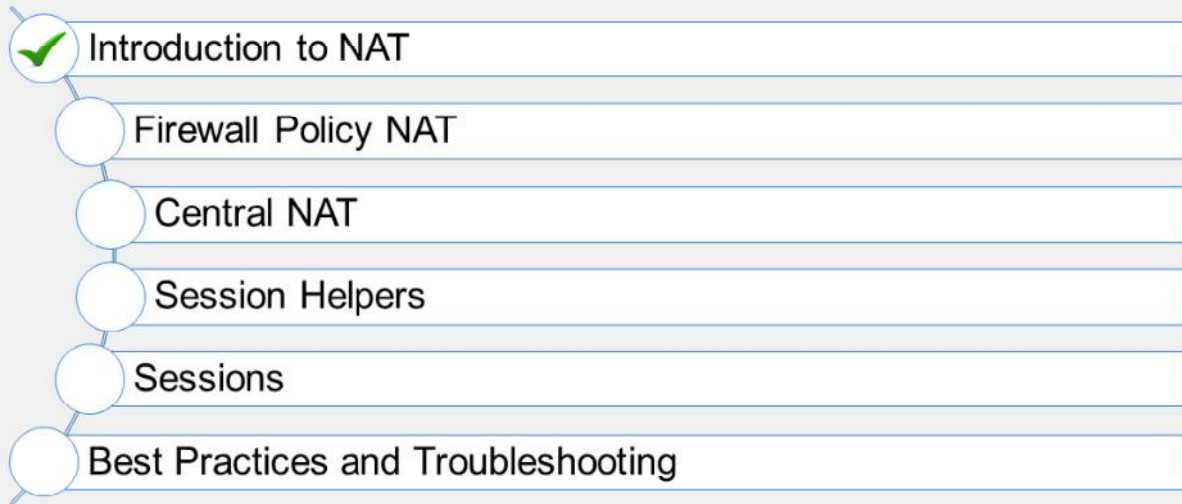 Introduction to NAT
Firewall Policy NAT
Central NAT
Session Helpers
Sessions
Best Practices and Troubleshooting